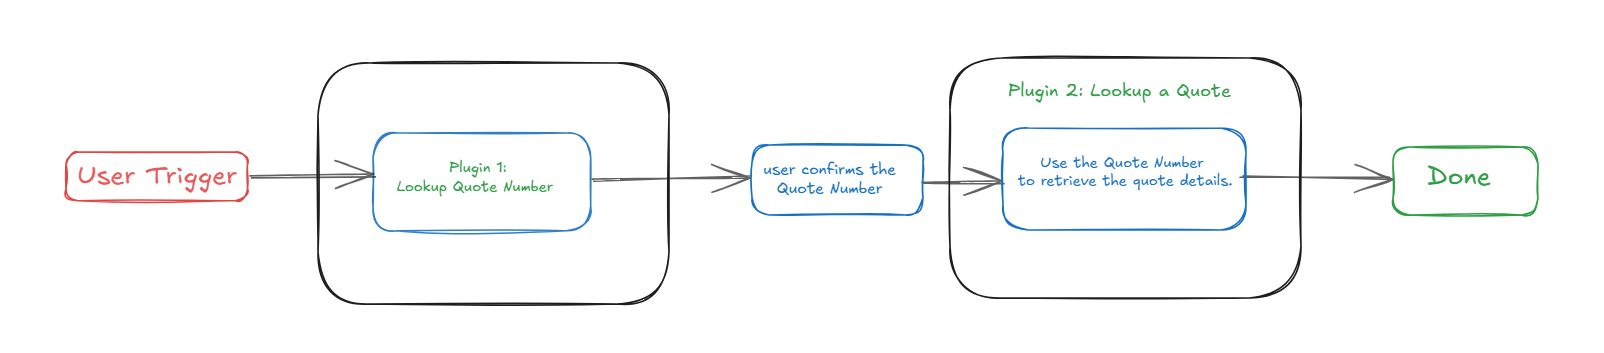 User Trigger
Plugin 1:
Lookup Quote Number
user confirms the
Quote Number
Plugin 2: Lookup a Quote
Use the Quote Number
to retrieve the quote details.
Done